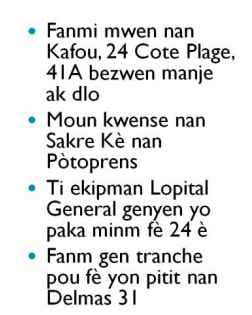 • Fanmi mwen nan
Kafou, 24 Cote Plage,
41A bezwen manje
ak dlo
• Moun kwense nan
Sakre Kè nan
Pòtoprens
• Ti ekipman Lopital
General genyen yo
paka minm fè 24 è
• Fanm gen tranche
pou fè yon pitit nan
Delmas 31